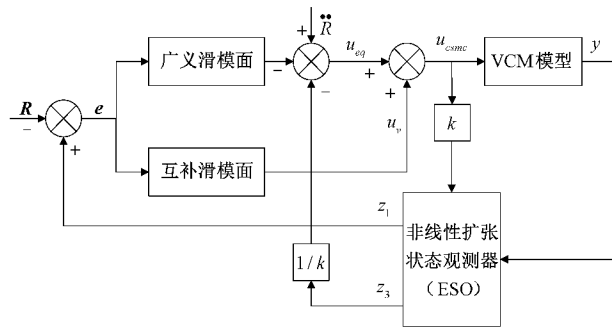 +
R̈
广义滑模面
−
u_eq
u_csmc
VCM模型
y
−
+
+
R
−
e
+
k
u_v
互补滑模面
z_1
非线性扩张
状态观测器
（ESO）
1/k
z_3